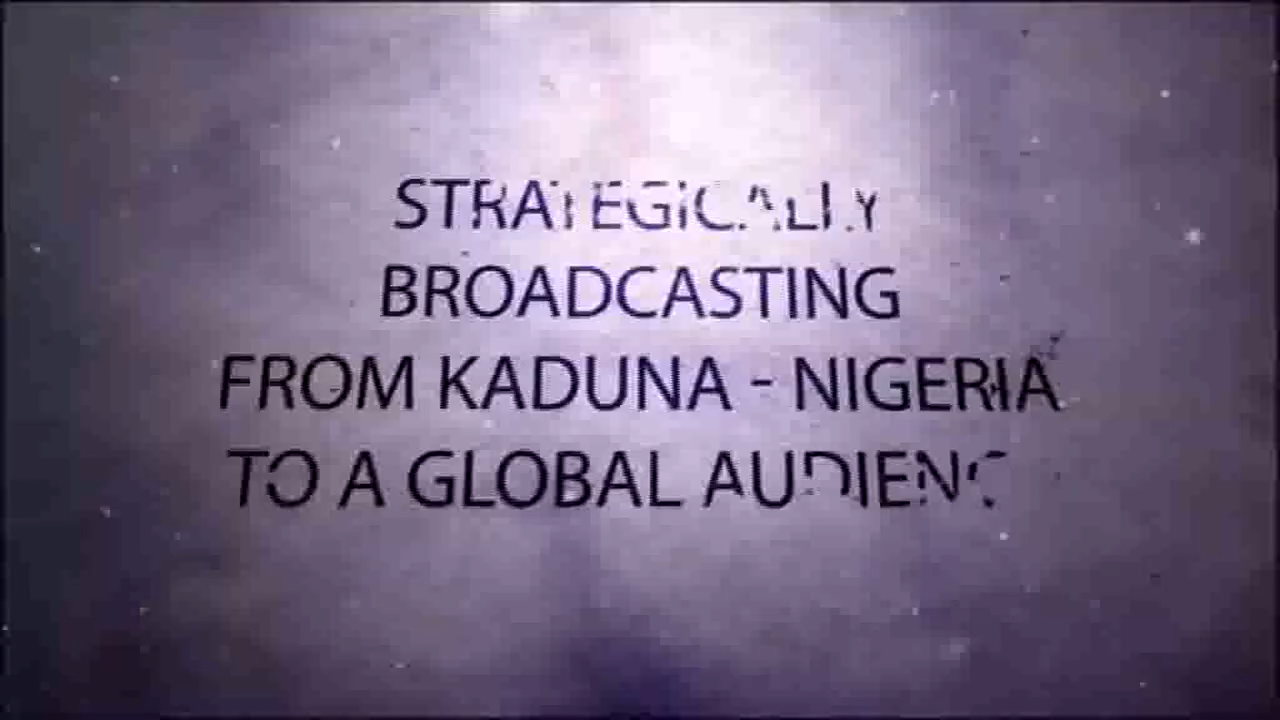 STRATEGICALLY
BROADCASTING
FROM KADUNA - NIGERIA
TO A GLOBAL AUDIENC